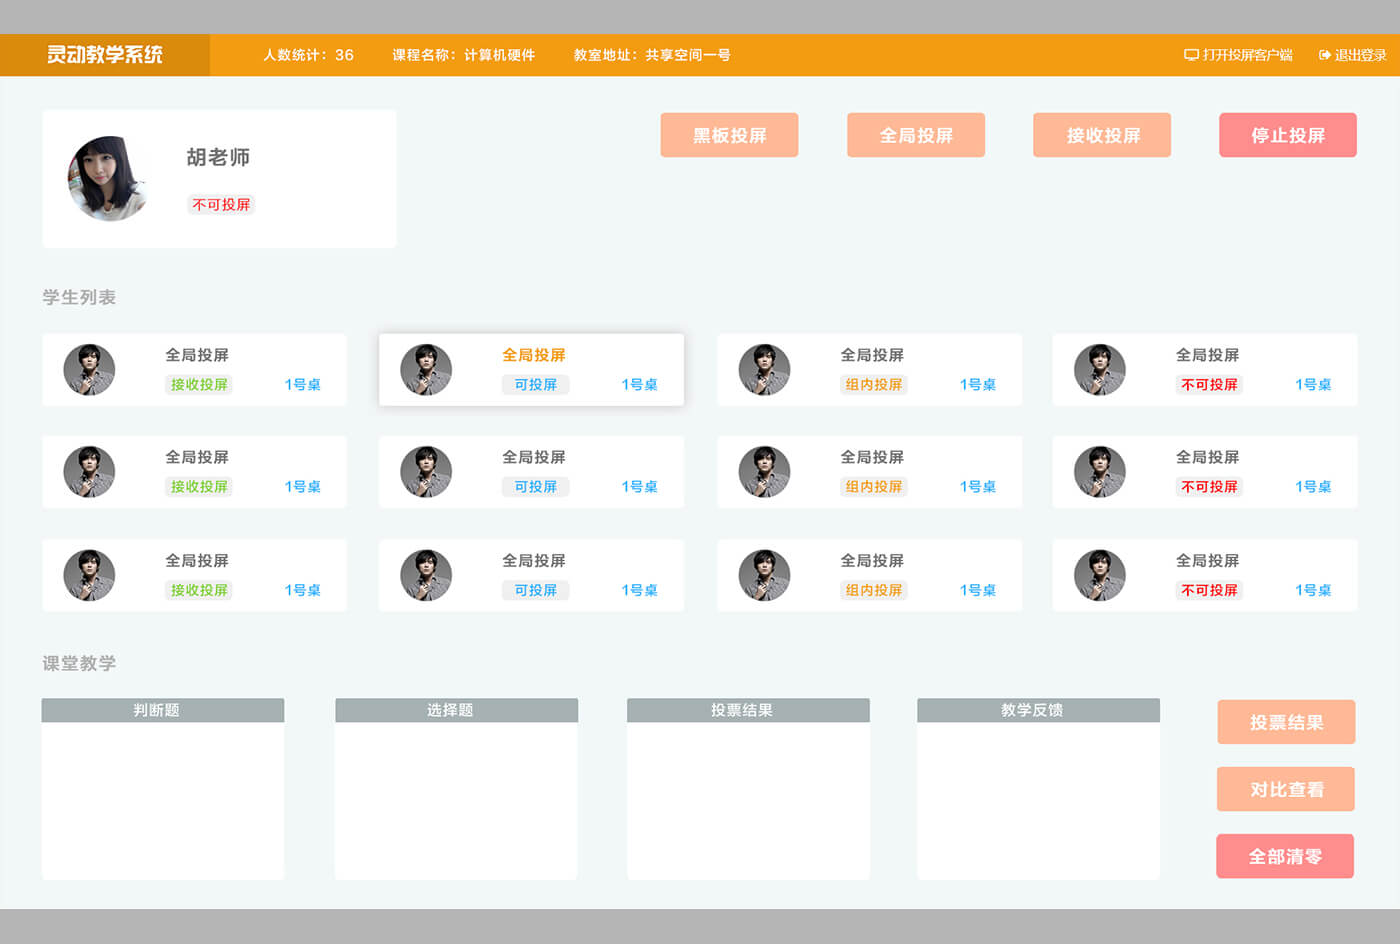 灵动教学系统 人数统计：36 课程名称：计算机硬件 教室地址：共享空间一号 打开投屏客户端 退出登录
黑板投屏 全局投屏 接收投屏 停止投屏
胡老师
不可投屏
学生列表
全局投屏 全局投屏 全局投屏 全局投屏
接收投屏 1号桌 可投屏 1号桌 组内投屏 1号桌 不可投屏 1号桌
全局投屏 全局投屏 全局投屏 全局投屏
接收投屏 1号桌 可投屏 1号桌 组内投屏 1号桌 不可投屏 1号桌
全局投屏 全局投屏 全局投屏 全局投屏
接收投屏 1号桌 可投屏 1号桌 组内投屏 1号桌 不可投屏 1号桌
课堂教学
判断题 选择题 投票结果 教学反馈
投票结果
对比查看
全部清零